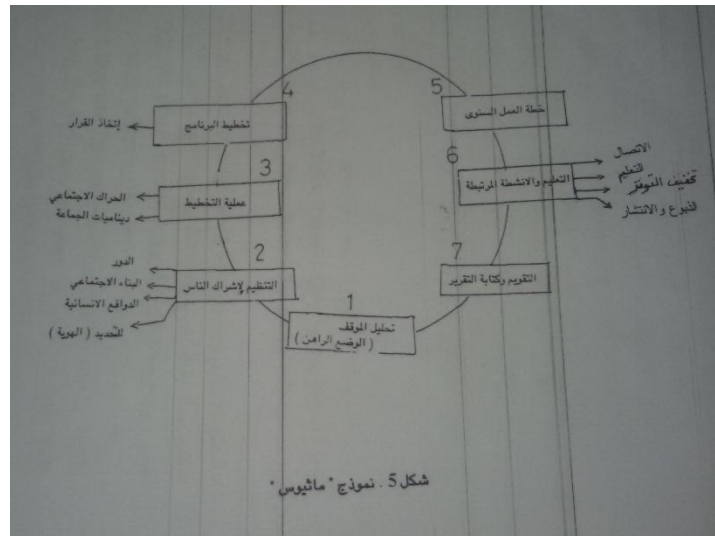 4
تخطيط البرنامج
إتخاذ القرار
5
خطة العمل السنوى
3
عملية التخطيط
الحراك الاجتماعي
ديناميات الجماعة
6
التعليم والانشطة المرتبطة
الاتصال
التعليم
تخفيف التوتر
الذيوع والانتشار
2
التنظيم لإشراك الناس
الدور
البناء الاجتماعي
الدوافع الانسانية
التحديد ( الهوية )
7
التقويم وكتابة التقرير
1
تحليل الموقف
( الوضع الراهن )
شكل 5 . نموذج " ماثيوس "